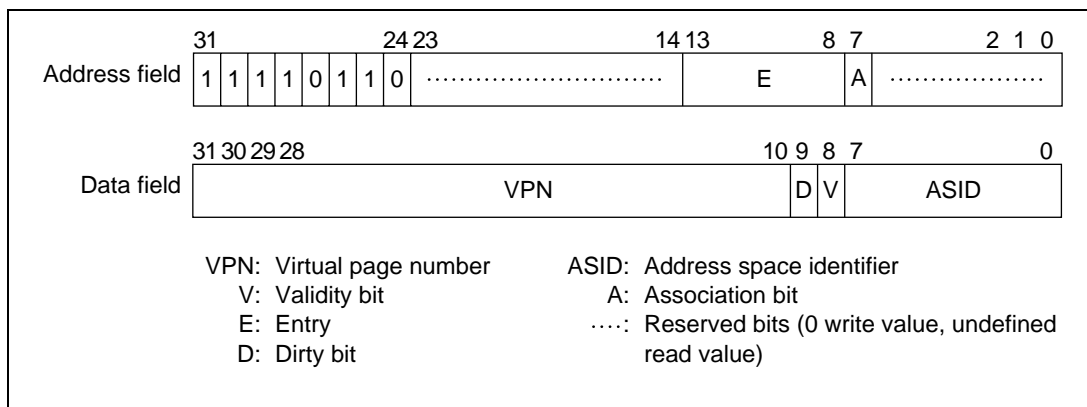 31 24 23 14 13 8 7 2 1 0
Address field 1 1 1 1 0 1 1 0 ⋯⋯⋯⋯⋯⋯⋯⋯⋯ E A ⋯⋯⋯⋯⋯⋯
31 30 29 28 10 9 8 7 0
Data field VPN D V ASID
VPN: Virtual page number ASID: Address space identifier
V: Validity bit A: Association bit
E: Entry ····: Reserved bits (0 write value, undefined
D: Dirty bit read value)